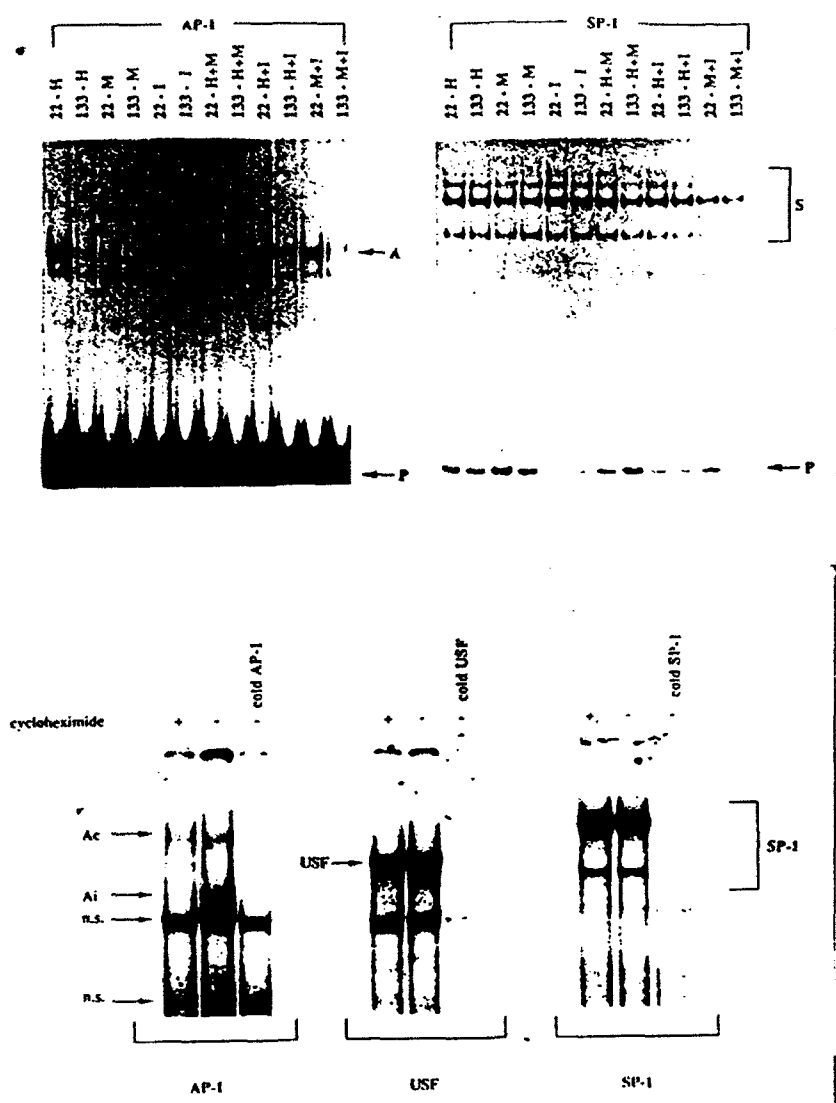 AP-1
SP-1
22 - H
133 - H
22 - M
133 - M
22 - I
133 - I
22 - H+M
133 - H+M
22 - H+I
133 - H+I
22 - M+I
133 - M+I
22 - H
133 - H
22 - M
133 - M
22 - I
133 - I
22 - H+M
133 - H+M
22 - H+I
133 - H+I
22 - M+I
133 - M+I
A
S
P
P
cold AP-1
cold USF
cold SP-1
cycloheximide + - - + - - + - -
Ac
Ai
n.s.
n.s.
USF
SP-1
AP-1
USF
SP-1